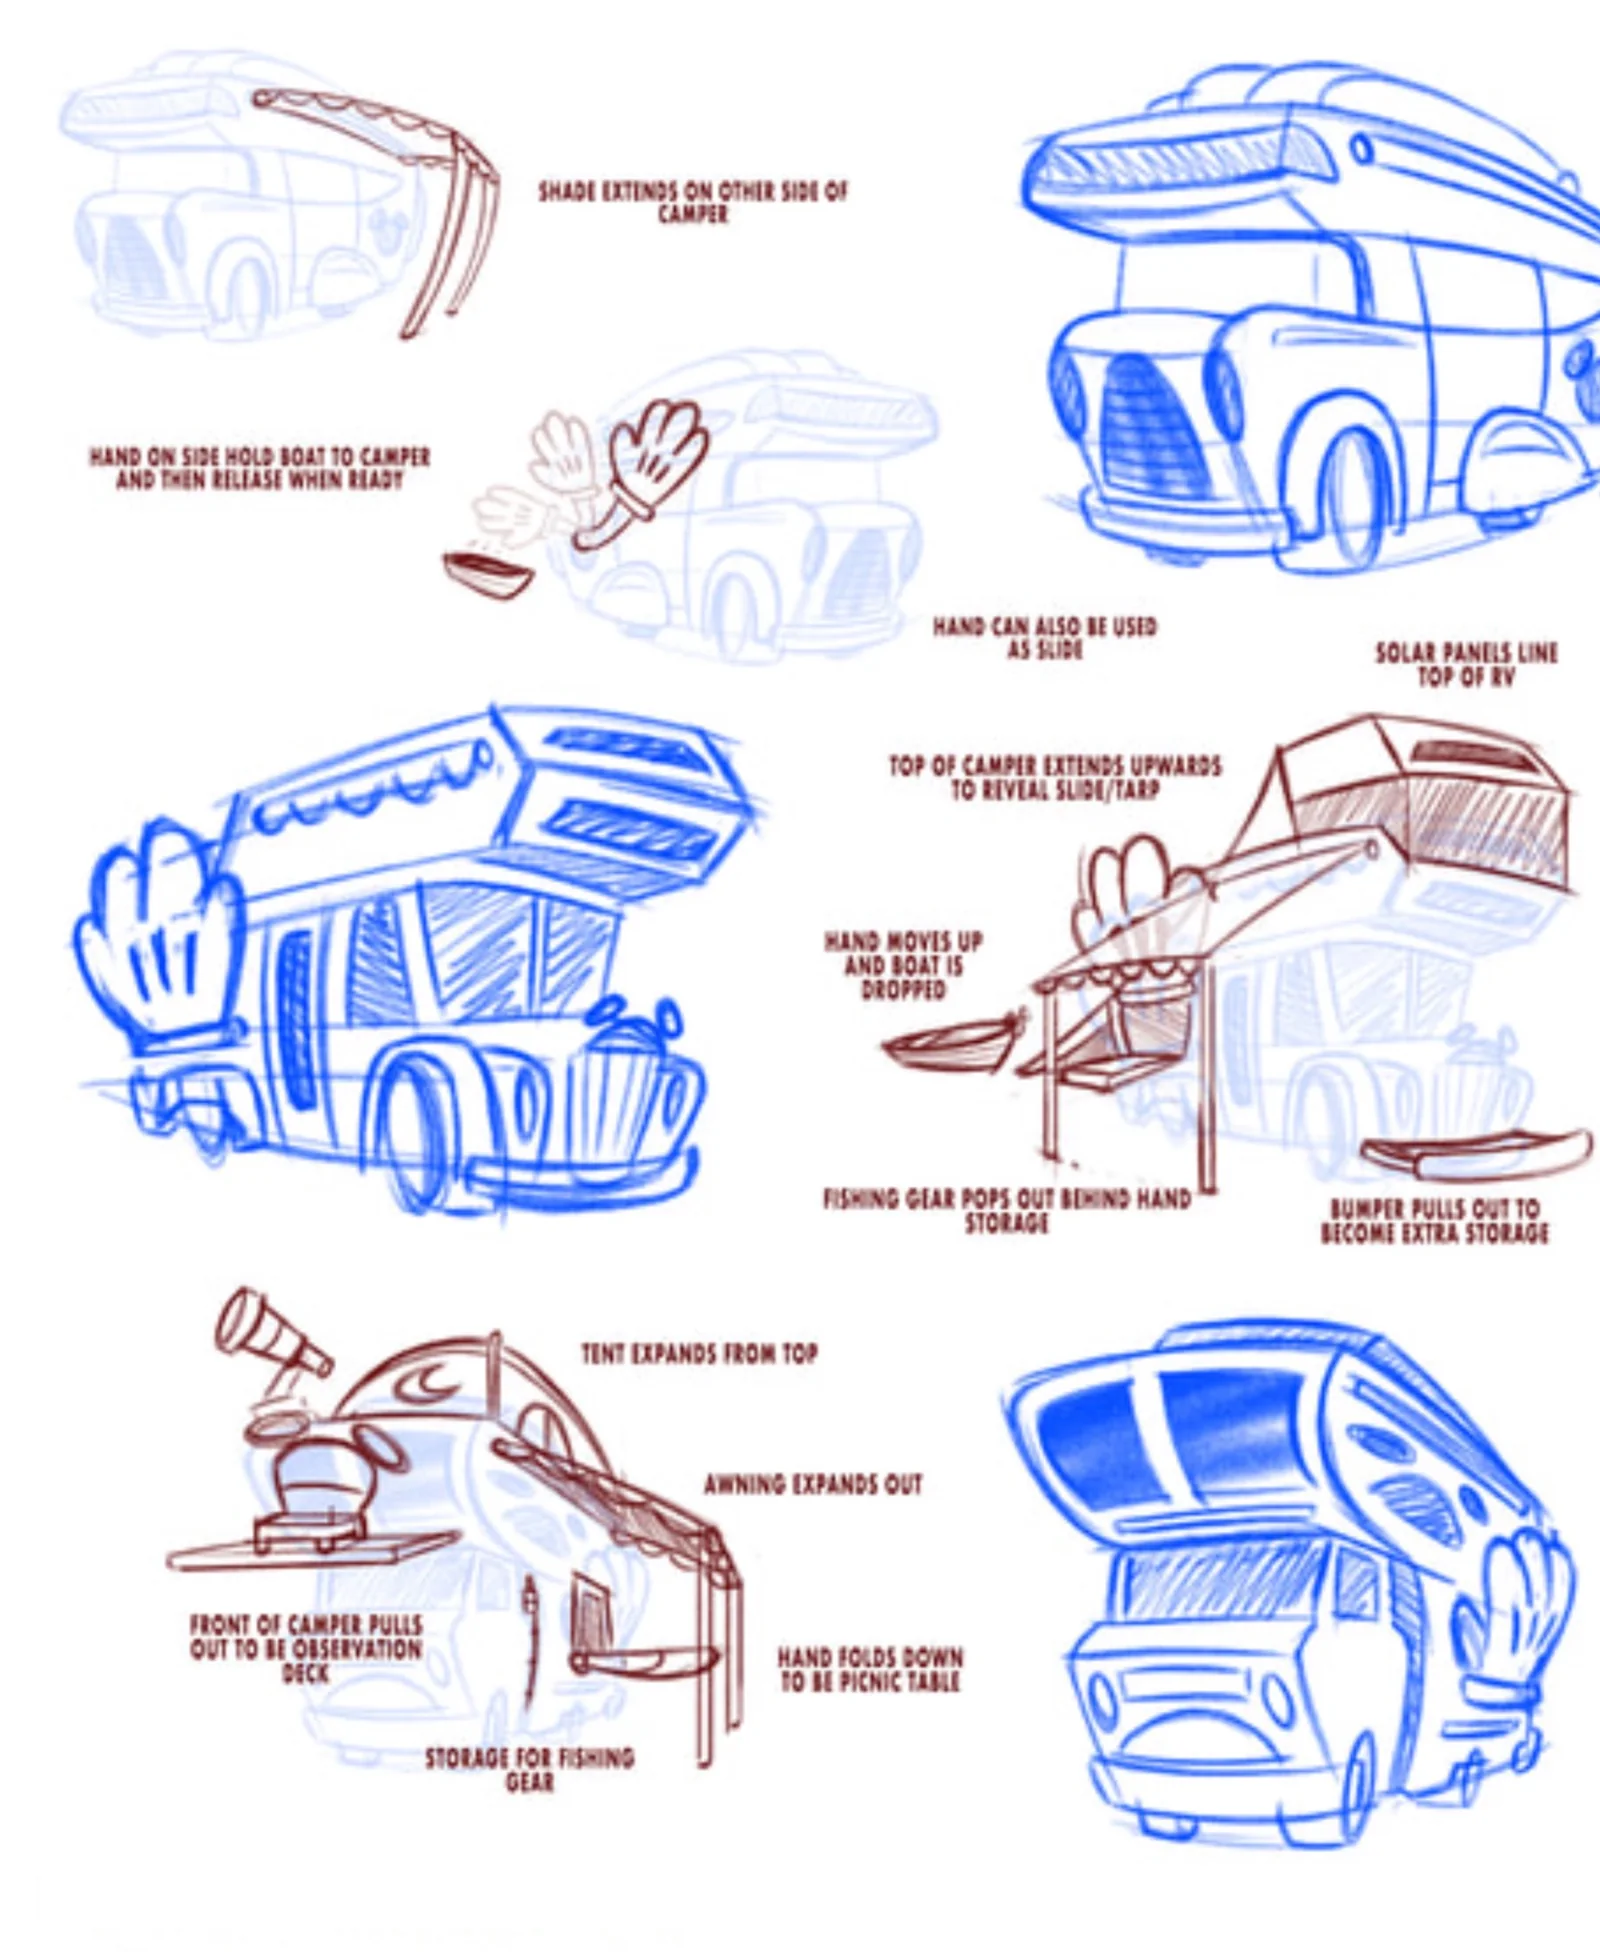 SHADE EXTENDS ON OTHER SIDE OF
CAMPER
HAND ON SIDE HOLD BOAT TO CAMPER
AND THEN RELEASE WHEN READY
HAND CAN ALSO BE USED
AS SLIDE
SOLAR PANELS LINE
TOP OF RV
TOP OF CAMPER EXTENDS UPWARDS
TO REVEAL SLIDE/TARP
HAND MOVES UP
AND BOAT IS
DROPPED
FISHING GEAR POPS OUT BEHIND HAND
STORAGE
BUMPER PULLS OUT TO
BECOME EXTRA STORAGE
TENT EXPANDS FROM TOP
AWNING EXPANDS OUT
FRONT OF CAMPER PULLS
OUT TO BE OBSERVATION
DECK
HAND FOLDS DOWN
TO BE PICNIC TABLE
STORAGE FOR FISHING
GEAR